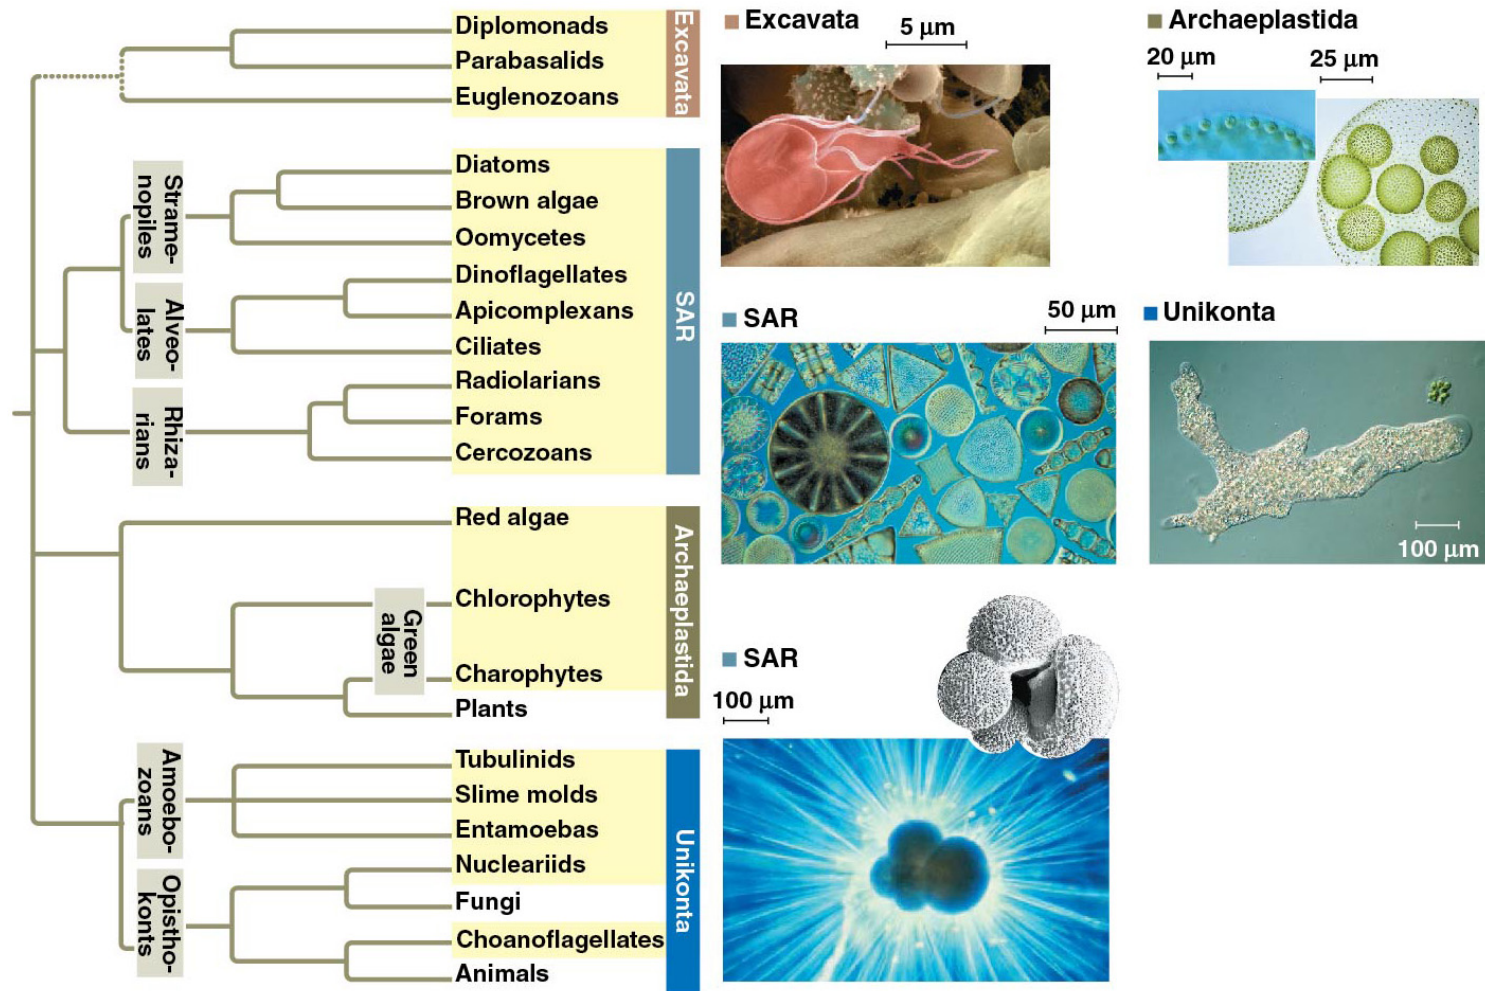 Diplomonads
Parabasalids
Euglenozoans
Excavata
Strame-
nopiles
Alveo-
lates
Rhiza-
rians
Diatoms
Brown algae
Oomycetes
Dinoflagellates
Apicomplexans
Ciliates
Radiolarians
Forams
Cercozoans
SAR
Red algae
Chlorophytes
Green
algae
Charophytes
Plants
Archaeplastida
Amoebo-
zoans
Opistho-
konts
Tubulinids
Slime molds
Entamoebas
Nucleariids
Fungi
Choanoflagellates
Animals
Unikonta
Excavata
5 μm
Archaeplastida
20 μm
25 μm
SAR
50 μm
Unikonta
100 μm
SAR
100 μm